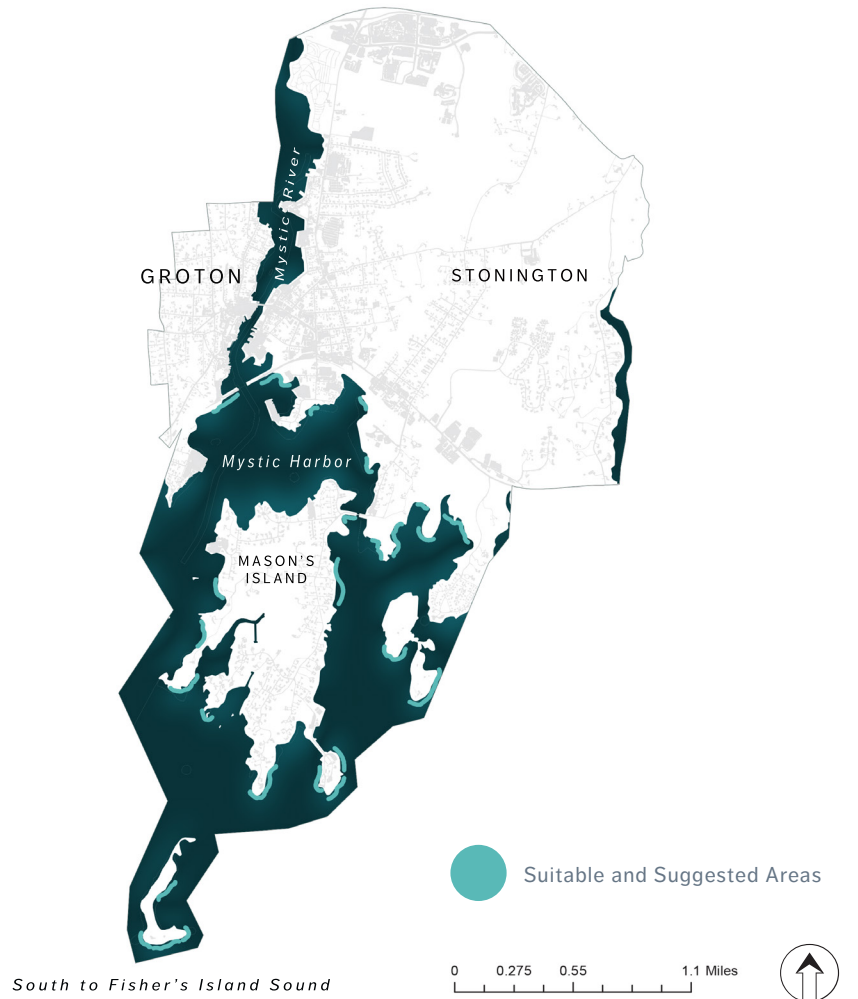 Mystic River
GROTON
STONINGTON
Mystic Harbor
MASON'S
ISLAND
Suitable and Suggested Areas
0 0.275 0.55 1.1 Miles
South to Fisher's Island Sound